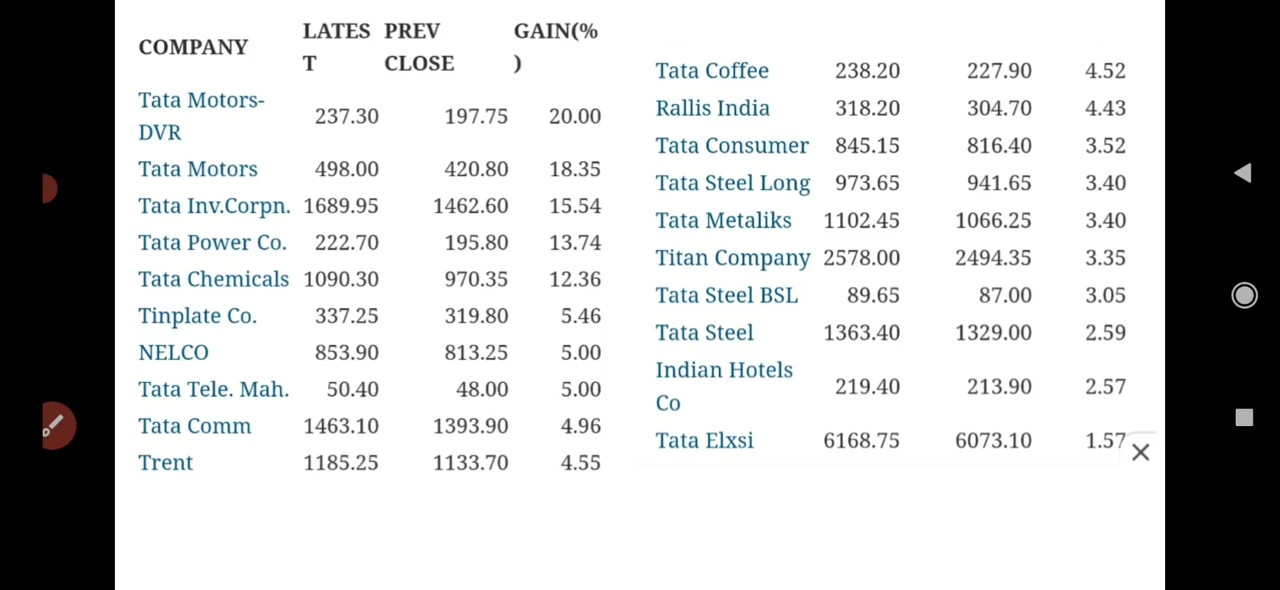 COMPANY LATEST PREV CLOSE GAIN(%)
Tata Motors-DVR 237.30 197.75 20.00
Tata Motors 498.00 420.80 18.35
Tata Inv.Corpn. 1689.95 1462.60 15.54
Tata Power Co. 222.70 195.80 13.74
Tata Chemicals 1090.30 970.35 12.36
Tinplate Co. 337.25 319.80 5.46
NELCO 853.90 813.25 5.00
Tata Tele. Mah. 50.40 48.00 5.00
Tata Comm 1463.10 1393.90 4.96
Trent 1185.25 1133.70 4.55
Tata Coffee 238.20 227.90 4.52
Rallis India 318.20 304.70 4.43
Tata Consumer 845.15 816.40 3.52
Tata Steel Long 973.65 941.65 3.40
Tata Metaliks 1102.45 1066.25 3.40
Titan Company 2578.00 2494.35 3.35
Tata Steel BSL 89.65 87.00 3.05
Tata Steel 1363.40 1329.00 2.59
Indian Hotels Co 219.40 213.90 2.57
Tata Elxsi 6168.75 6073.10 1.57